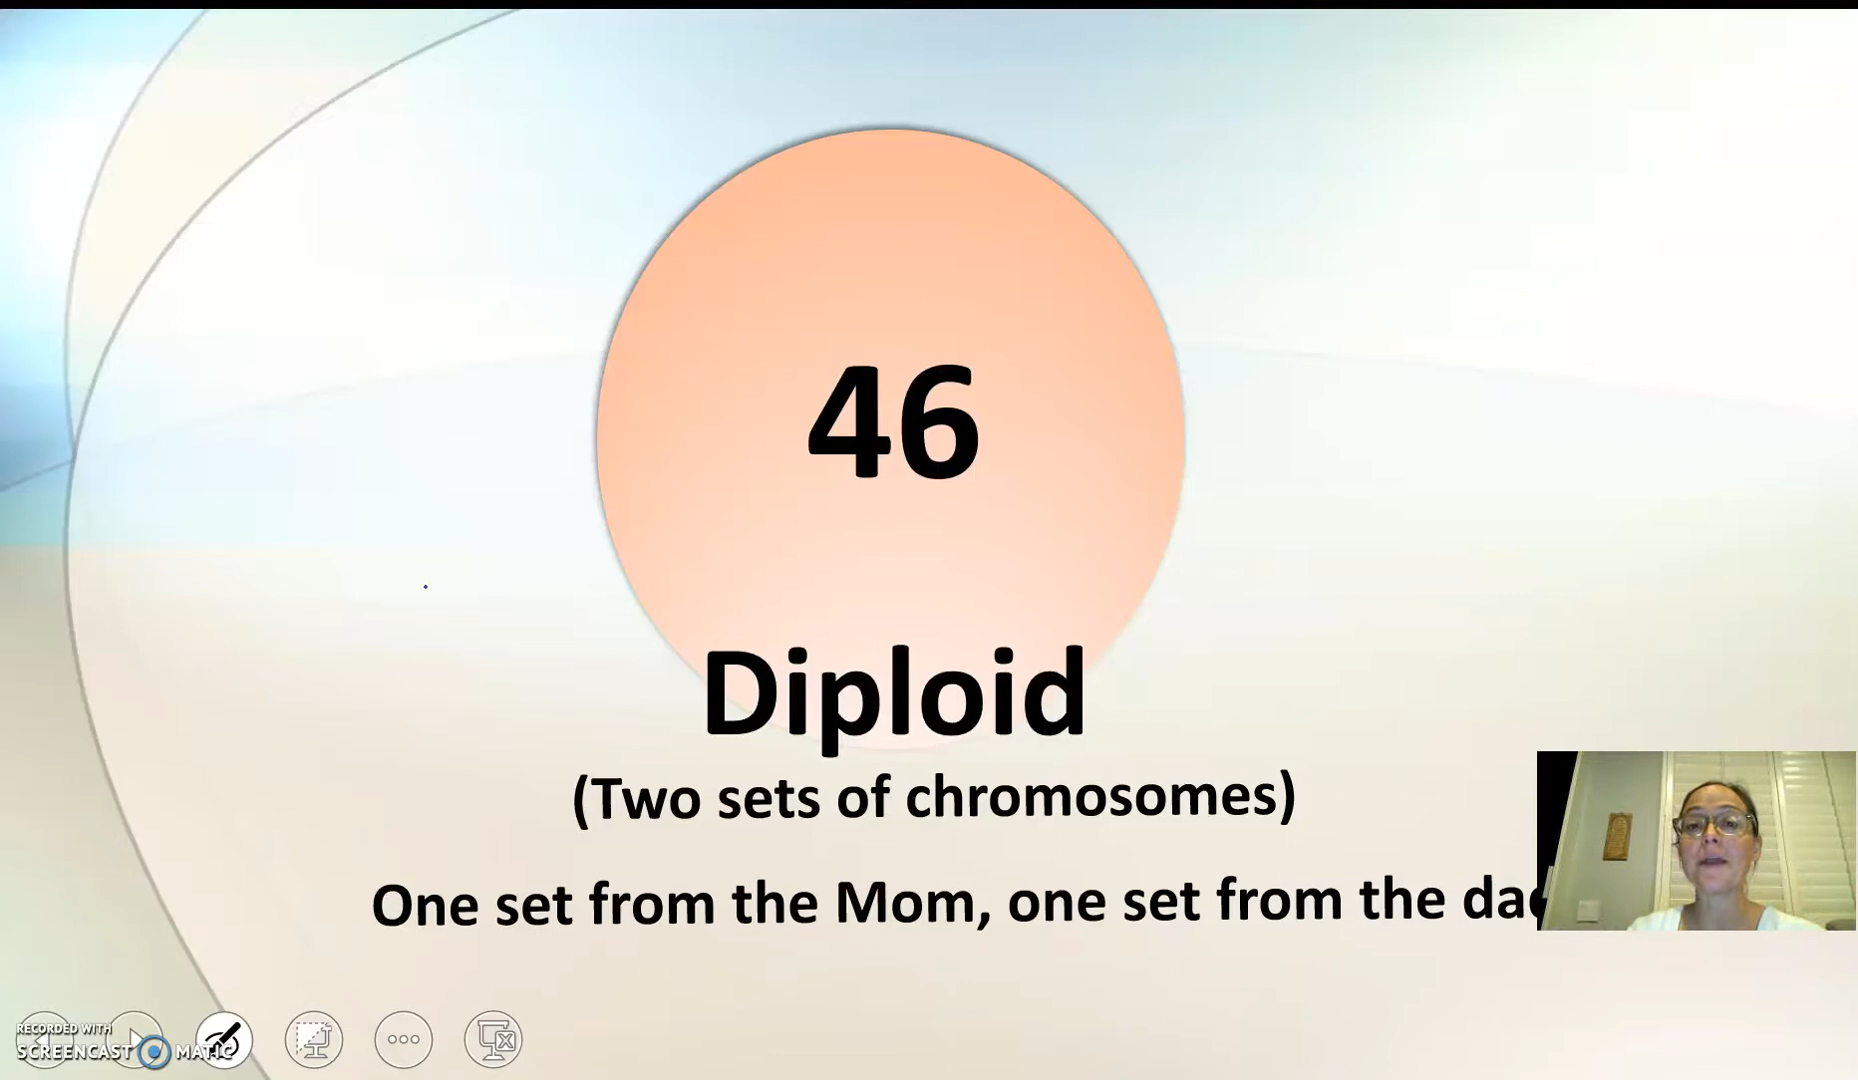 46
Diploid
(Two sets of chromosomes)
One set from the Mom, one set from the
RECORDED WITH
SCREENCAST MATIC